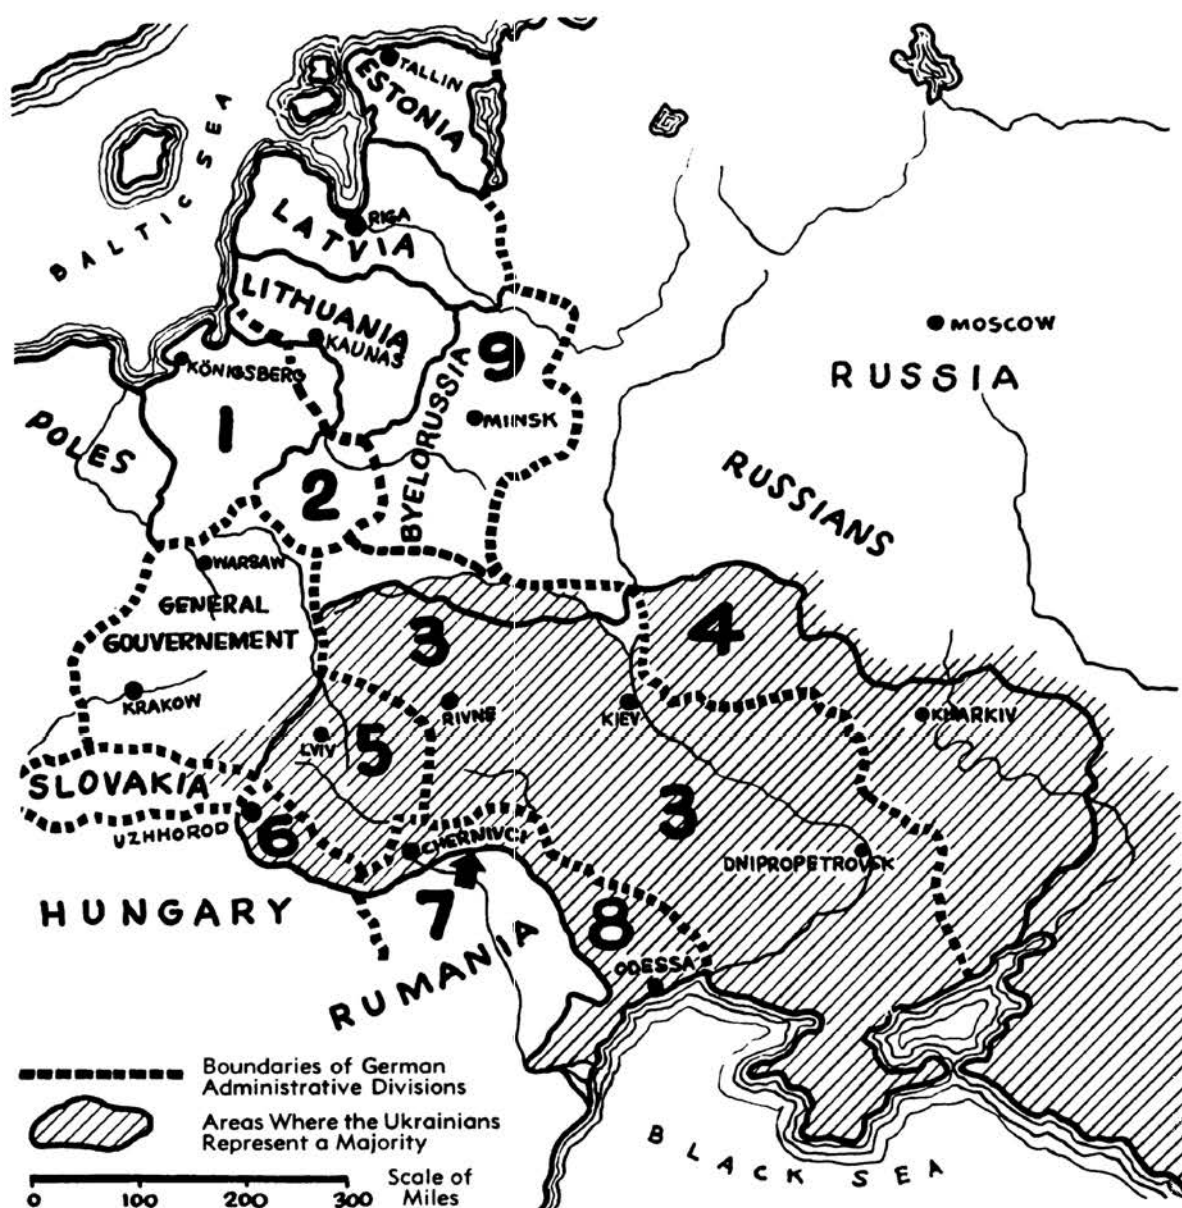 TALLIN
ESTONIA
BALTIC SEA
RIGA
LATVIA
LITHUANIA
KAUNAS
9
MOSCOW
KÖNIGSBERG
RUSSIA
BYELORUSSIA
MINSK
POLES
1
2
RUSSIANS
WARSAW
GENERAL
GOUVERNEMENT
3
4
KRAKOW
RIVNE
KIEV
KHARKIV
LVIV
5
SLOVAKIA
3
UZHHOROD
6
CHERNIVCI
DNIPROPETROVSK
HUNGARY
7
8
RUMANIA
ODESSA
Boundaries of German
Administrative Divisions
Areas Where the Ukrainians
Represent a Majority
BLACK SEA
Scale of
Miles
0 100 200 300